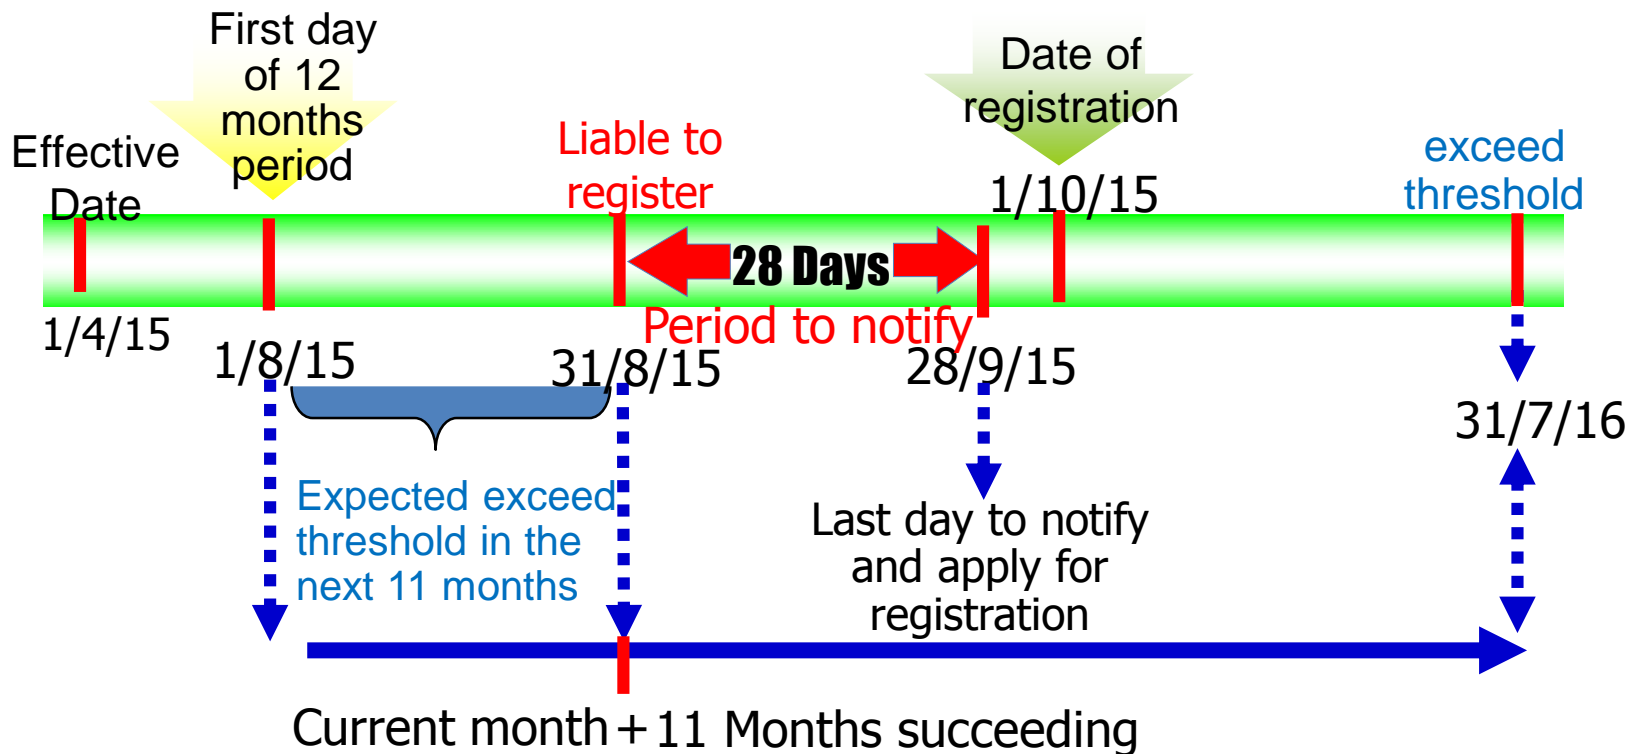 First day
of 12
months
period
Date of
registration
Effective
Date
Liable to
register
1/10/15
exceed
threshold
28 Days
Period to notify
1/4/15
1/8/15
31/8/15
28/9/15
31/7/16
Expected exceed
threshold in the
next 11 months
Last day to notify
and apply for
registration
Current month + 11 Months succeeding